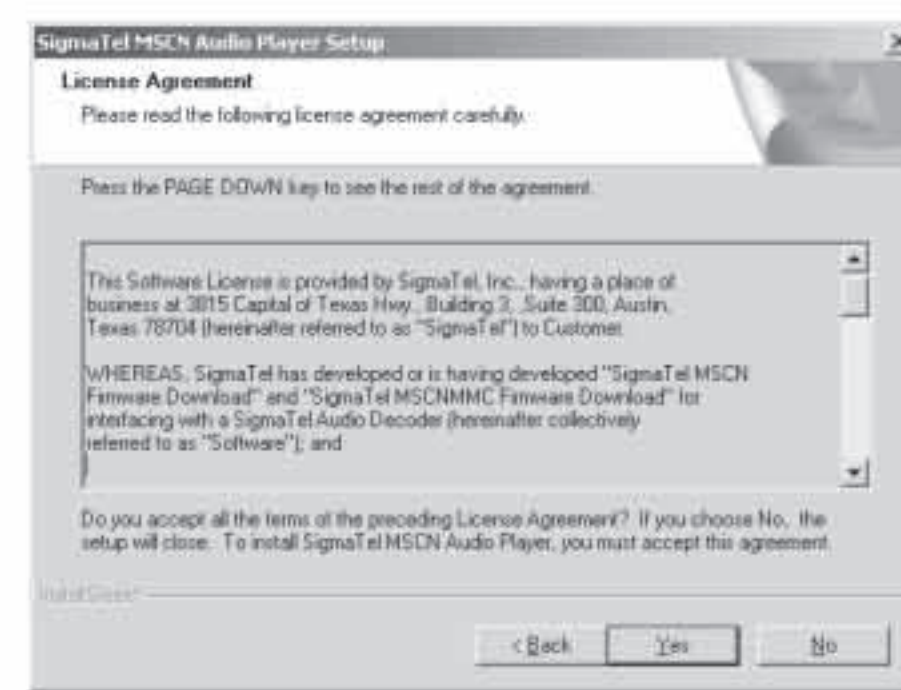 SigmaTel MSCN Audio Player Setup
License Agreement
Please read the following license agreement carefully.
Press the PAGE DOWN key to see the rest of the agreement.
This Software License is provided by SigmaTel, Inc., having a place of
business at 3815 Capital of Texas Hwy., Building 3, .Suite 300, Austin,
Texas 78704 (hereinafter referred to as "SigmaTel") to Customer.
WHEREAS, SigmaTel has developed or is having developed "SigmaTel MSCN
Firmware Download" and "SigmaTel MSCNMMC Firmware Download" for
interfacing with a SigmaTel Audio Decoder (hereinafter collectively
referred to as "Software"); and
Do you accept all the terms of the preceding License Agreement? If you choose No, the
setup will close. To install SigmaTel MSCN Audio Player, you must accept this agreement.
< Back
Yes
No